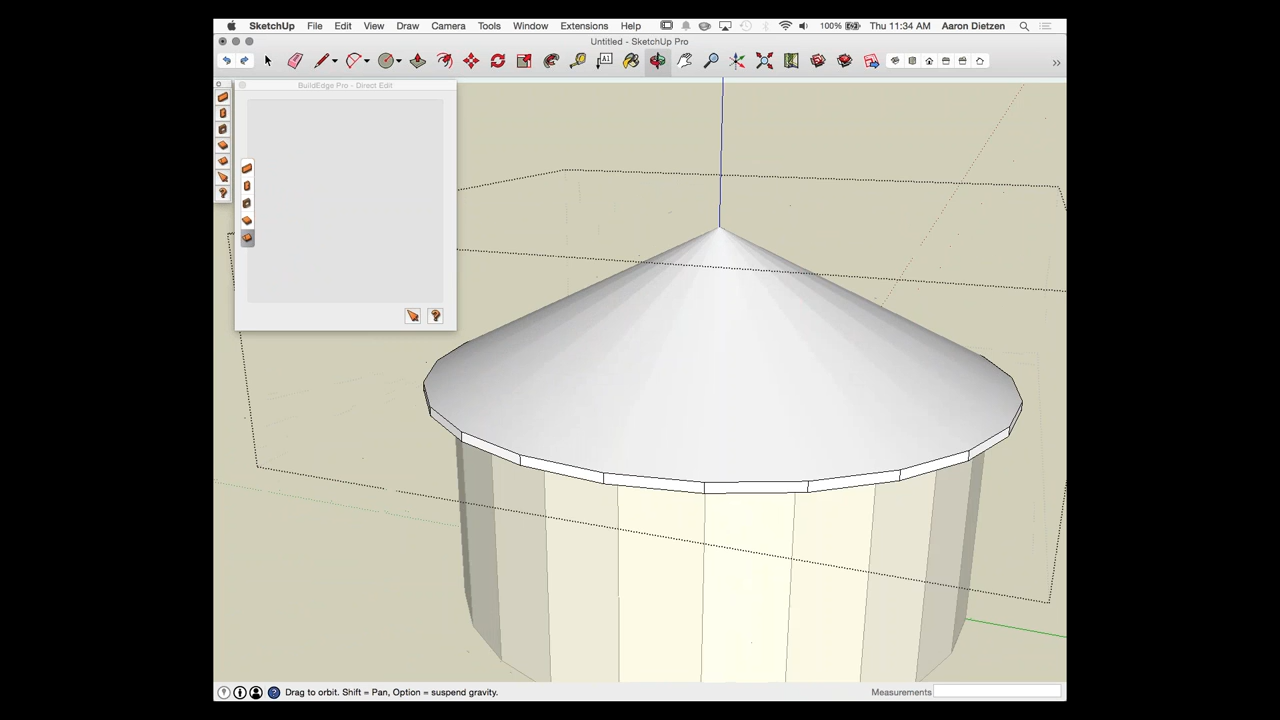 SketchUp File Edit View Draw Camera Tools Window Extensions Help 100% Thu 11:34 AM Aaron Dietzen
Untitled - SketchUp Pro
A1
BuildEdge Pro - Direct Edit
Drag to orbit. Shift = Pan, Option = suspend gravity. Measurements